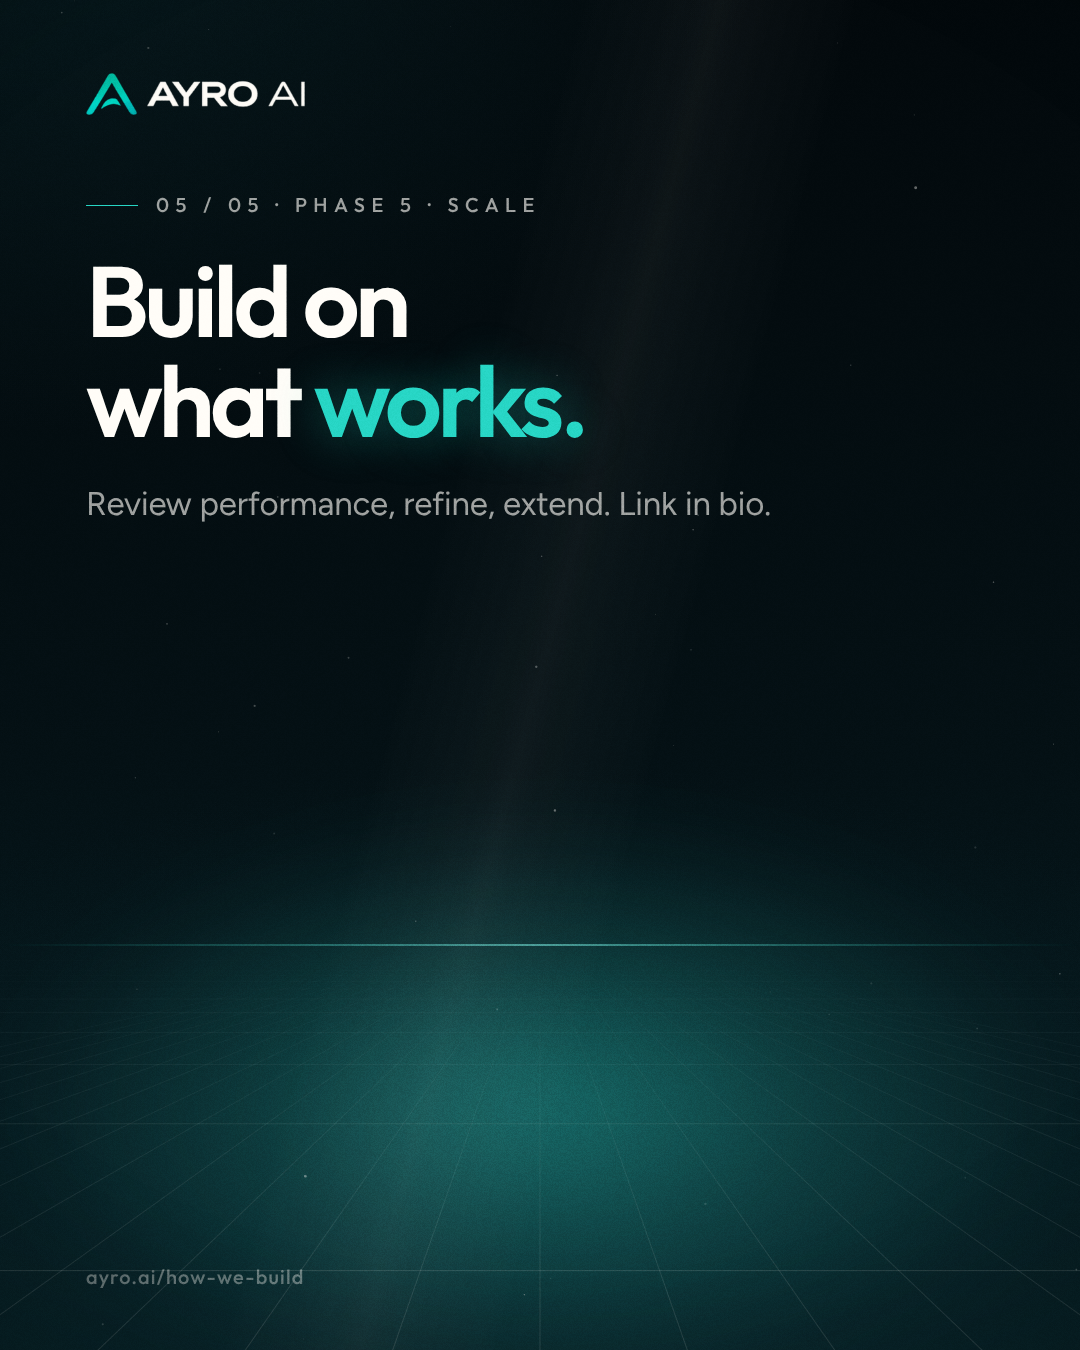 AYRO AI
05 / 05 · PHASE 5 · SCALE
Build on
what works.
Review performance, refine, extend. Link in bio.
ayro.ai/how-we-build